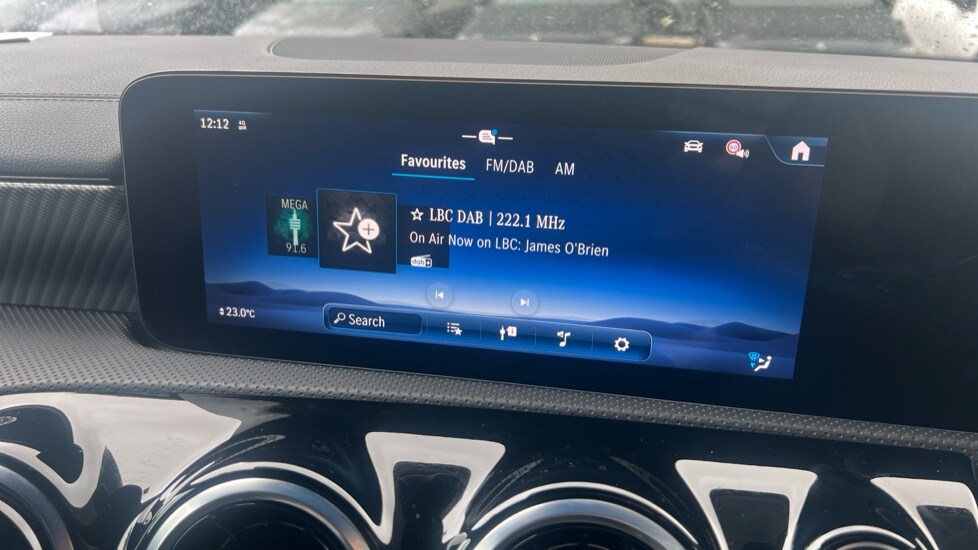 12:12 4G
Favourites FM/DAB AM
MEGA
91.6
LBC DAB | 222.1 MHz
On Air Now on LBC: James O'Brien
dab+
23.0°C
Search